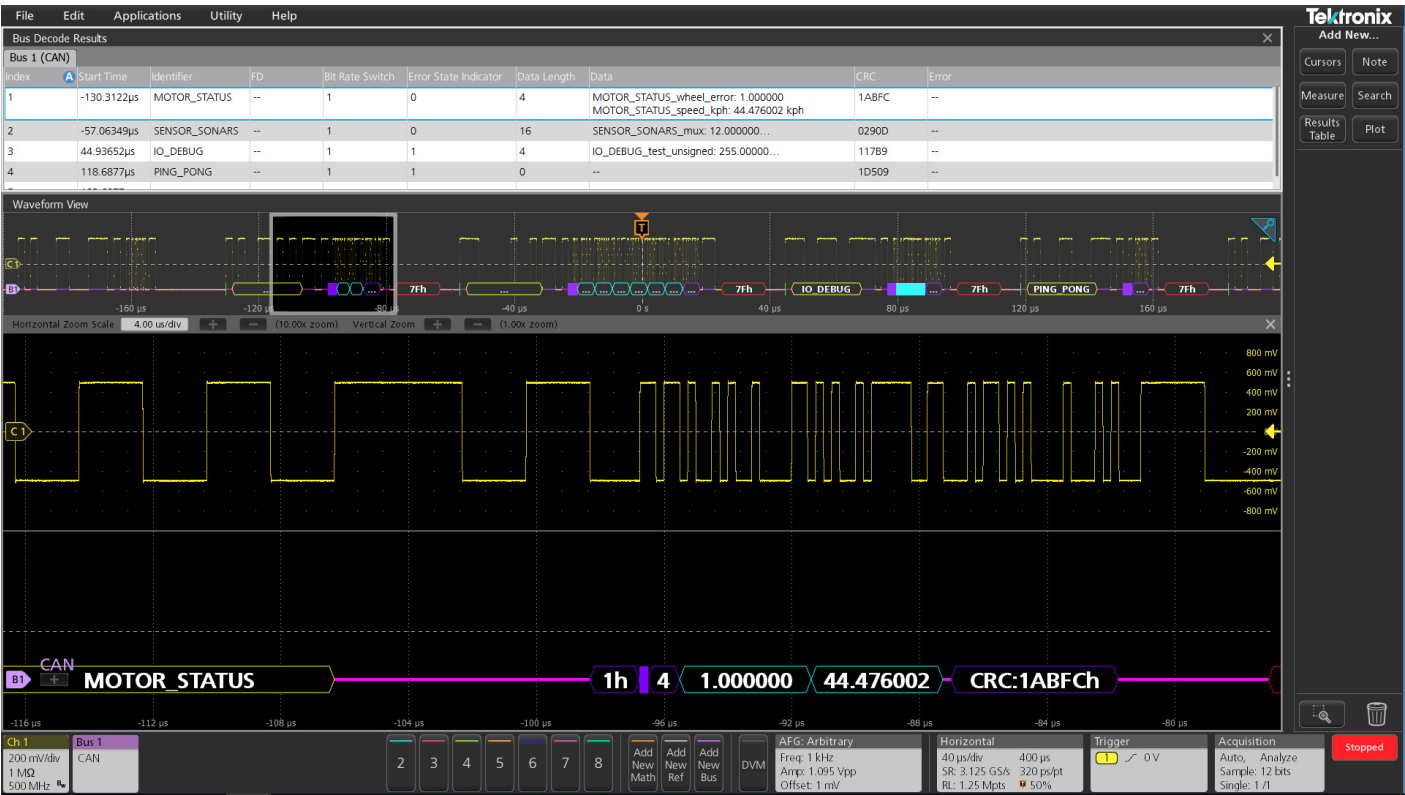 File Edit Applications Utility Help
Tektronix
Add New...
Bus Decode Results
Bus 1 (CAN)
Index A Start Time Identifier FD Bit Rate Switch Error State Indicator Data Length Data CRC Error
1 -130.3122µs MOTOR_STATUS -- 1 0 4 MOTOR_STATUS_wheel_error: 1.000000 1ABFC --
MOTOR_STATUS_speed_kph: 44.476002 kph
2 -57.06349µs SENSOR_SONARS -- 1 0 16 SENSOR_SONARS_mux: 12.000000... 0290D --
3 44.93652µs IO_DEBUG -- 1 1 4 IO_DEBUG_test_unsigned: 255.00000... 117B9 --
4 118.6877µs PING_PONG -- 1 1 0 -- 1D509 --
Cursors Note
Measure Search
Results Table Plot
Waveform View
T
C1
B1 ... ... 7Fh ... ... ... ... ... ... ... 7Fh IO_DEBUG ... 7Fh PING_PONG ... 7Fh
-160 µs -120 µs -80 µs -40 µs 0 s 40 µs 80 µs 120 µs 160 µs
Horizontal Zoom Scale 4.00 us/div + — (10.00x zoom) Vertical Zoom + — (1.00x zoom)
800 mV
600 mV
400 mV
200 mV
C1
-200 mV
-400 mV
-600 mV
-800 mV
CAN
B1 + MOTOR_STATUS 1h 4 1.000000 44.476002 CRC:1ABFCh
-116 µs -112 µs -108 µs -104 µs -100 µs -96 µs -92 µs -88 µs -84 µs -80 µs
Ch 1
200 mV/div
1 MΩ
500 MHz
Bus 1
CAN
2 3 4 5 6 7 8
Add New Math
Add New Ref
Add New Bus
DVM
AFG: Arbitrary
Freq: 1 kHz
Amp: 1.095 Vpp
Offset: 1 mV
Horizontal
40 µs/div 400 µs
SR: 3.125 GS/s 320 ps/pt
RL: 1.25 Mpts 50%
Trigger
1 0 V
Acquisition
Auto, Analyze
Sample: 12 bits
Single: 1 /1
Stopped